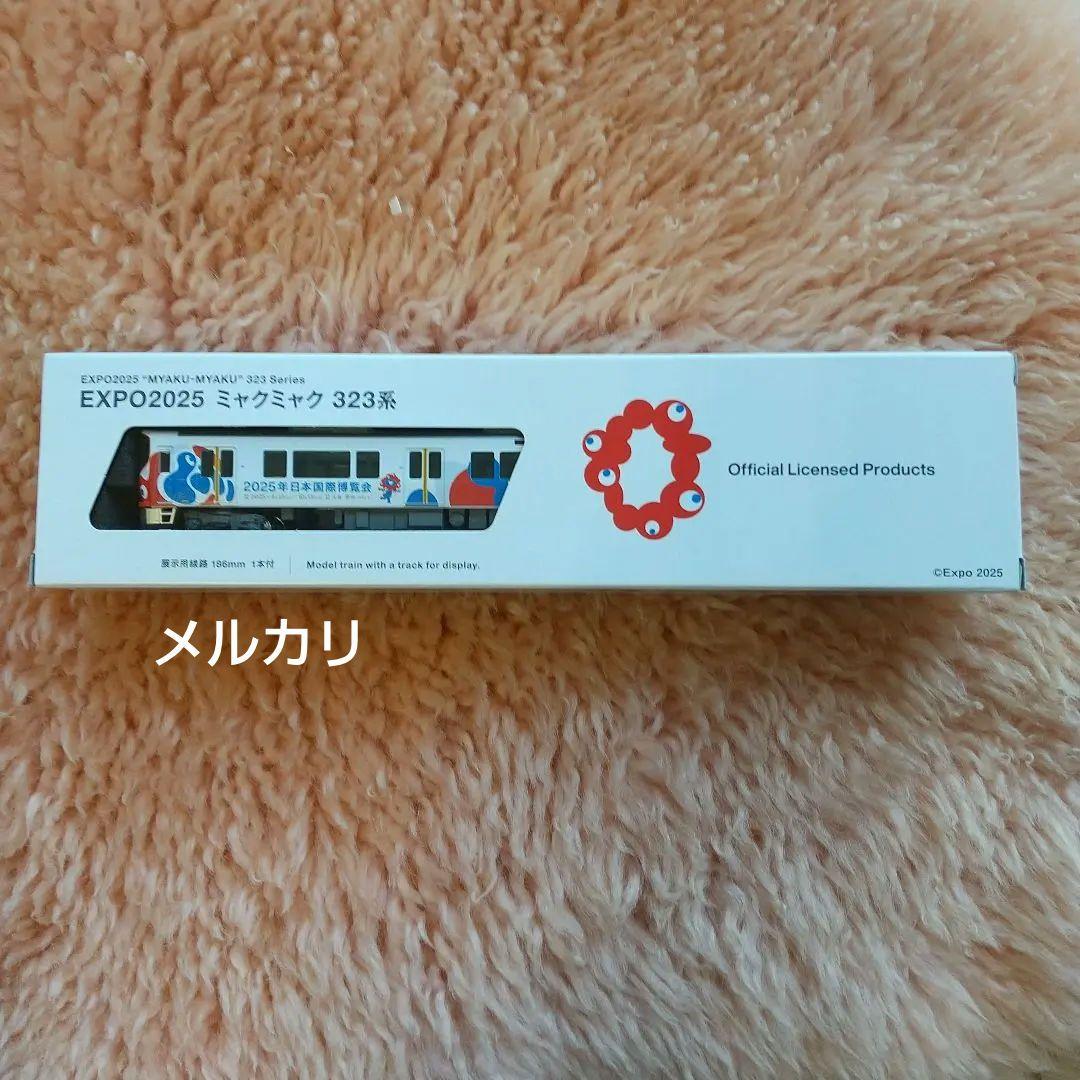 EXPO2025 "MYAKU-MYAKU" 323 Series
EXPO2025 ミャクミャク 323系
2025年日本国際博覧会
Official Licensed Products
展示用線路 186mm 1本付
Model train with a track for display.
©Expo 2025
メルカリ